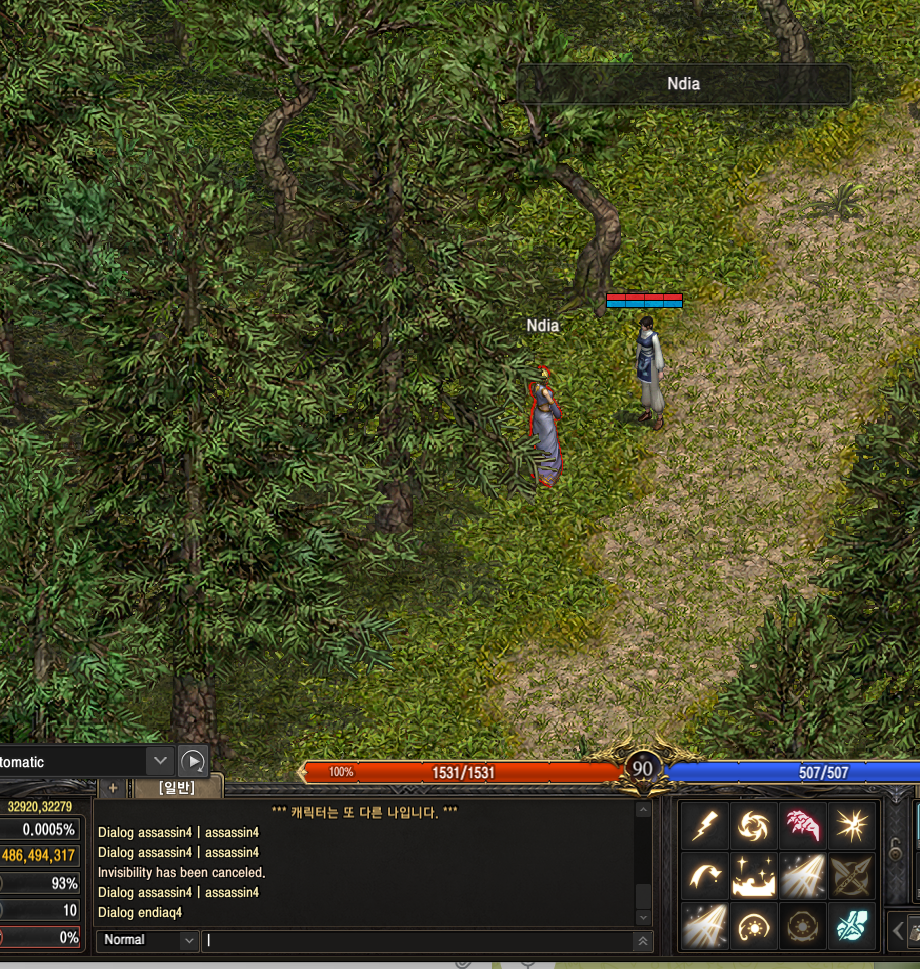 Ndia
Ndia
tomatic
100%
1531/1531
90
507/507
[일반]
32920,32279
0.0005%
486,494,317
93%
10
0%
*** 캐릭터는 또 다른 나입니다. ***
Dialog assassin4 | assassin4
Dialog assassin4 | assassin4
Invisibility has been canceled.
Dialog assassin4 | assassin4
Dialog endiaq4
Normal